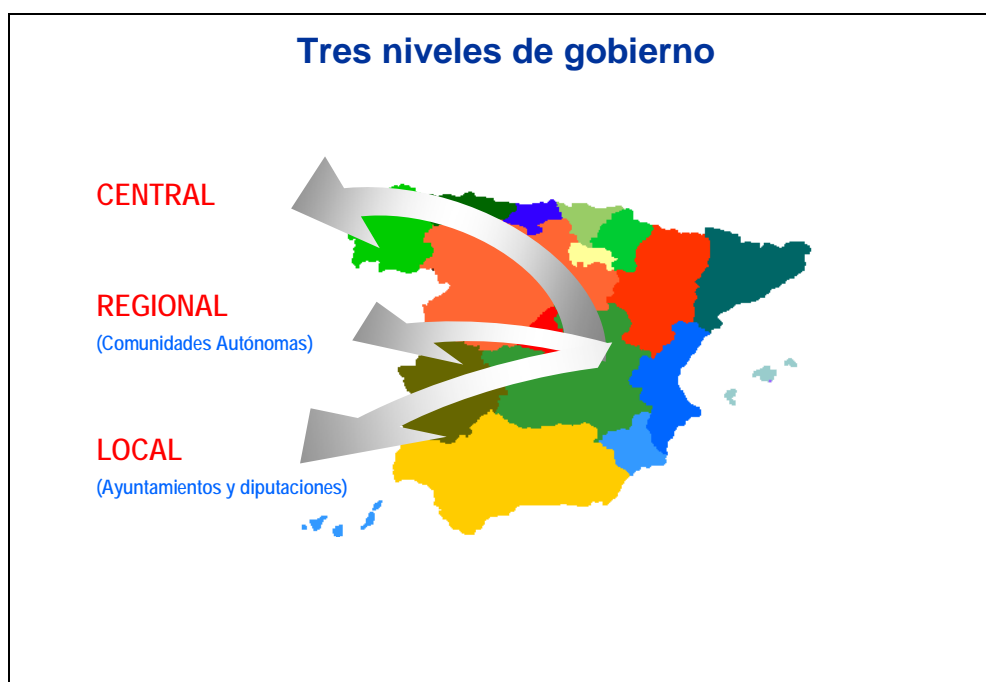 Tres niveles de gobierno
CENTRAL
REGIONAL
(Comunidades Autónomas)
LOCAL
(Ayuntamientos y diputaciones)